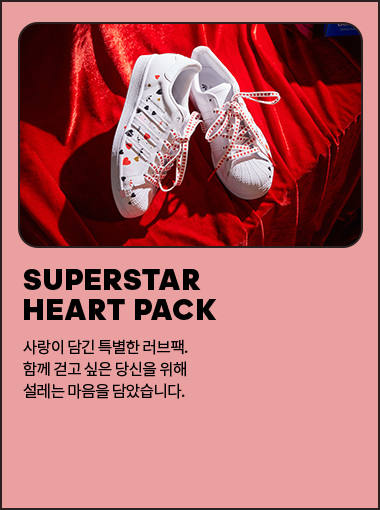 SUPERSTAR
HEART PACK
사랑이 담긴 특별한 러브팩.
함께 걷고 싶은 당신을 위해
설레는 마음을 담았습니다.